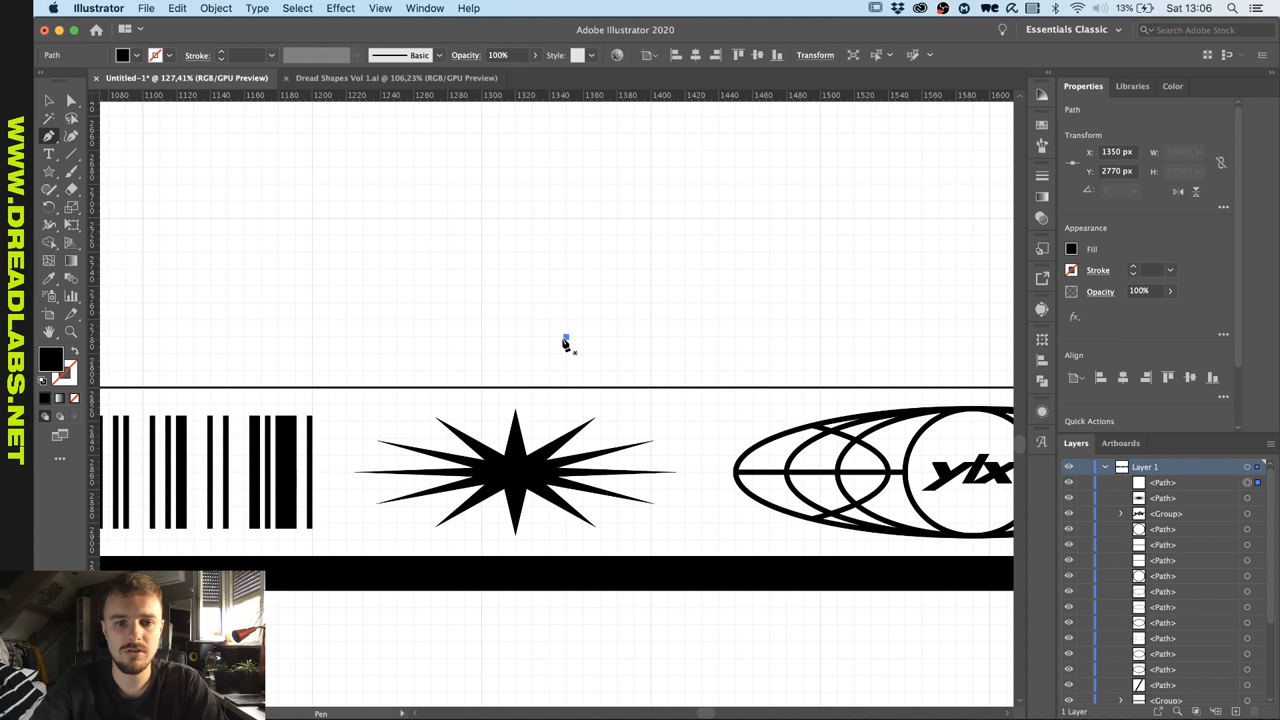 Illustrator File Edit Object Type Select Effect View Window Help
13% Sat 13:06
Adobe Illustrator 2020
Essentials Classic
Search Adobe Stock
Path Stroke: Basic Opacity: 100% Style: Transform
Untitled-1* @ 127,41% (RGB/GPU Preview)
Dread Shapes Vol 1.ai @ 106,23% (RGB/GPU Preview)
1080 1100 1120 1140 1160 1180 1200 1220 1240 1260 1280 1300 1320 1340 1360 1380 1400 1420 1440 1460 1480 1500 1520 1540 1560 1580 1600
WWW.DREADLABS.NET
Properties Libraries Color
Path
Transform
X: 1350 px W:
Y: 2770 px H:
Appearance
Fill
Stroke
Opacity 100%
fx
Align
Quick Actions
Layers Artboards
Layer 1
<Path>
<Path>
<Group>
<Path>
<Path>
<Path>
<Path>
<Path>
<Path>
<Path>
<Path>
<Path>
<Path>
<Path>
<Group>
1 Layer
Pen